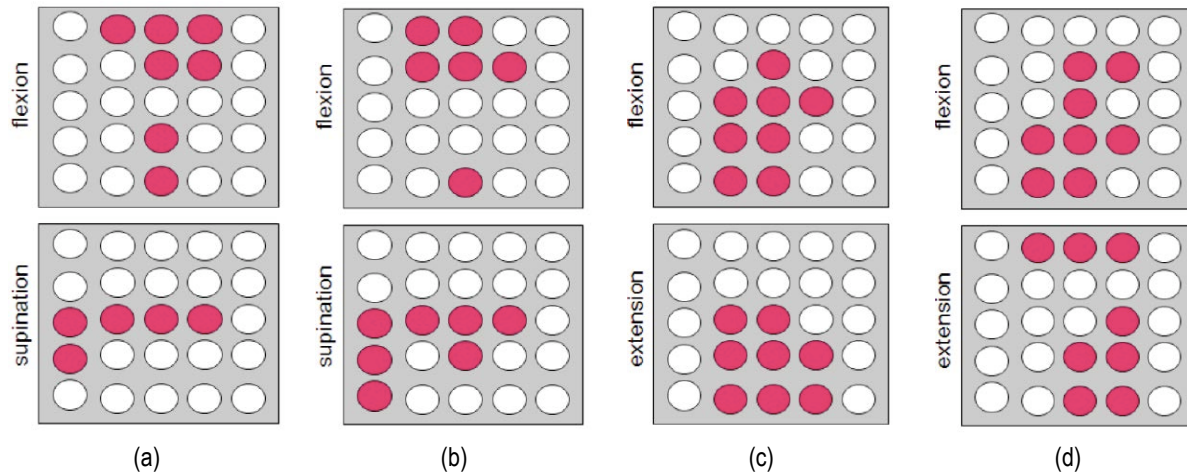 flexion
flexion
flexion
flexion
supination
supination
extension
extension
(a)
(b)
(c)
(d)